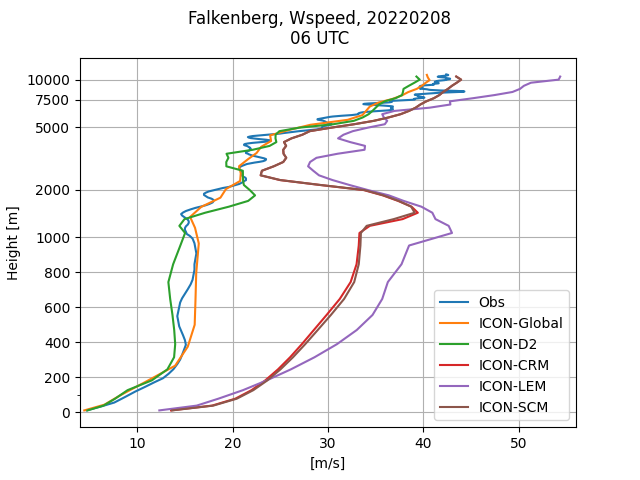 Falkenberg, Wspeed, 20220208
06 UTC
Height [m]
10000
7500
5000
2000
1000
800
600
400
200
0
Obs
ICON-Global
ICON-D2
ICON-CRM
ICON-LEM
ICON-SCM
10 20 30 40 50
[m/s]